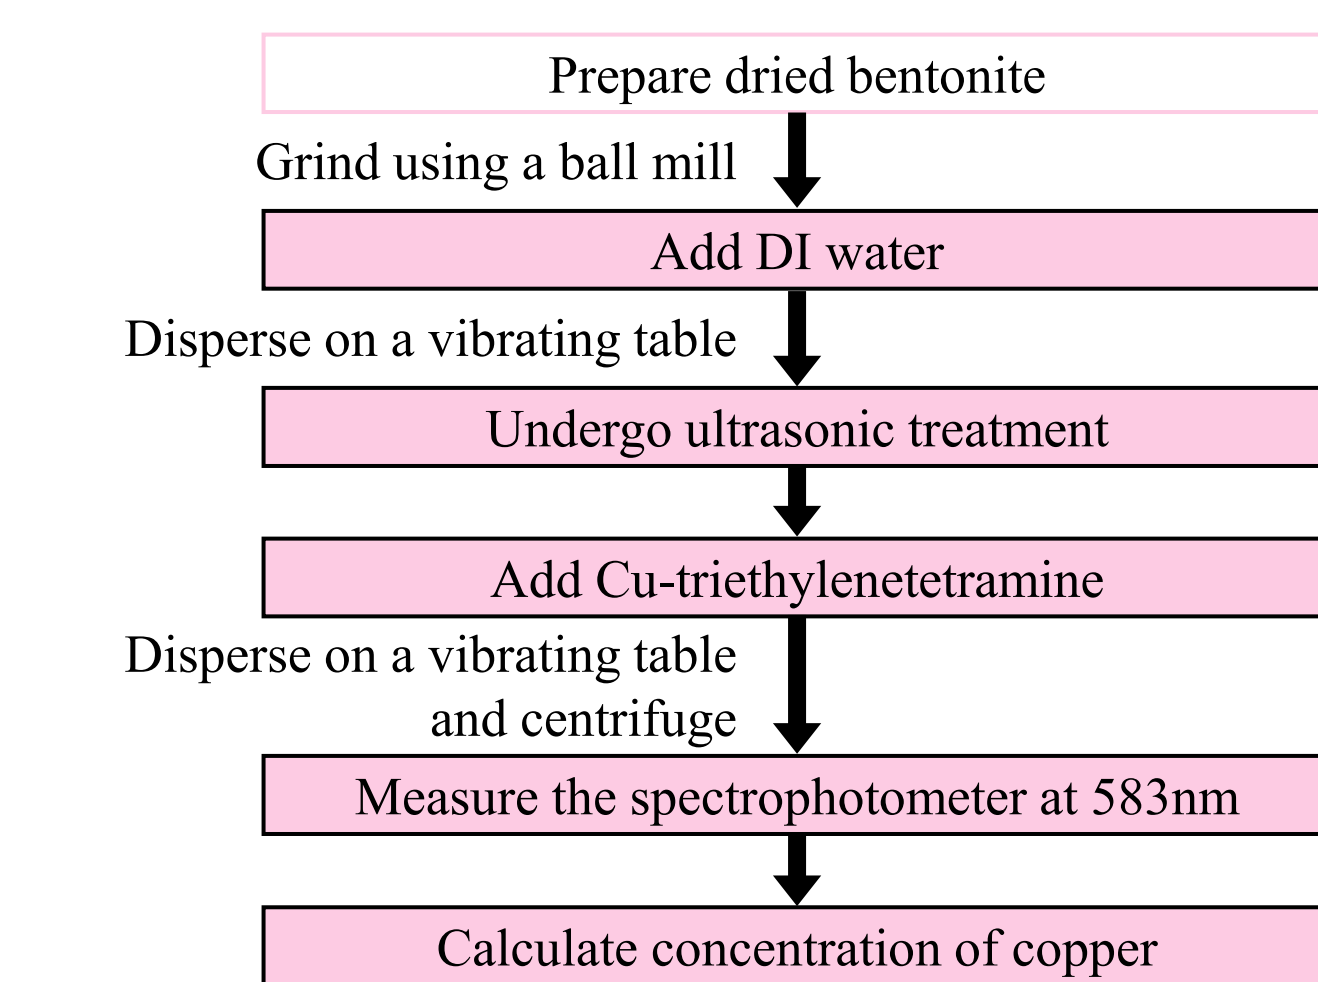 Prepare dried bentonite
Grind using a ball mill
Add DI water
Disperse on a vibrating table
Undergo ultrasonic treatment
Add Cu-triethylenetetramine
Disperse on a vibrating table
and centrifuge
Measure the spectrophotometer at 583nm
Calculate concentration of copper